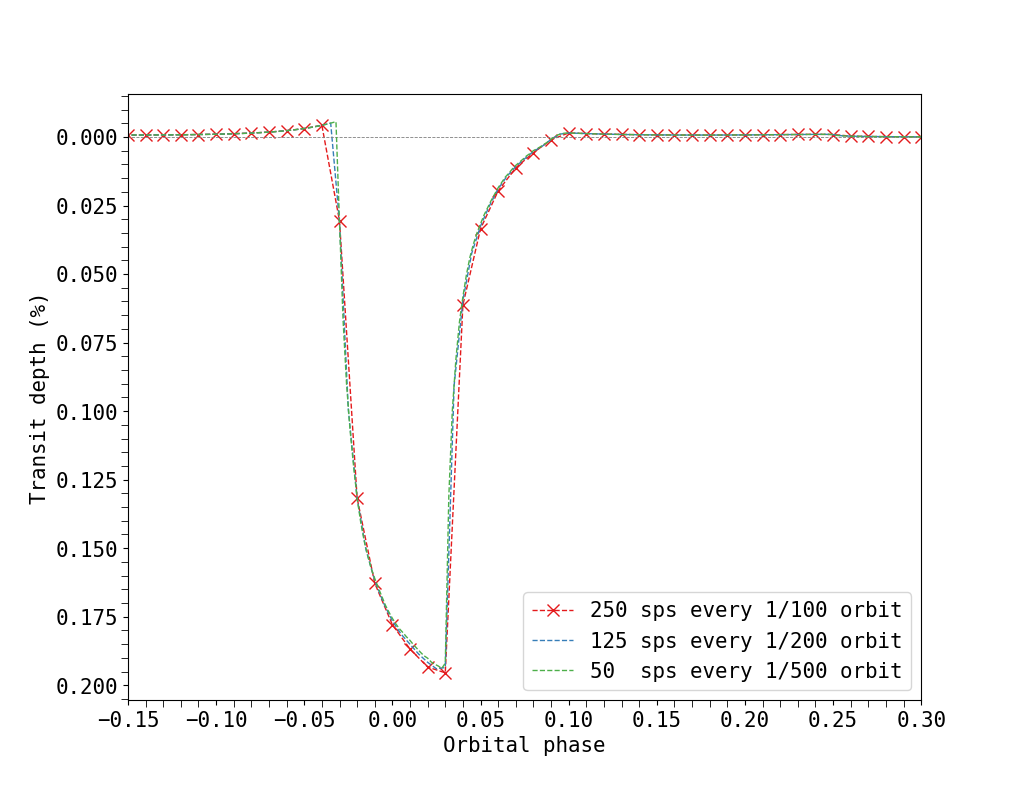 0.000
0.025
0.050
0.075
0.100
0.125
0.150
0.175
0.200
Transit depth (%)
250 sps every 1/100 orbit
125 sps every 1/200 orbit
50  sps every 1/500 orbit
−0.15 −0.10 −0.05 0.00 0.05 0.10 0.15 0.20 0.25 0.30
Orbital phase